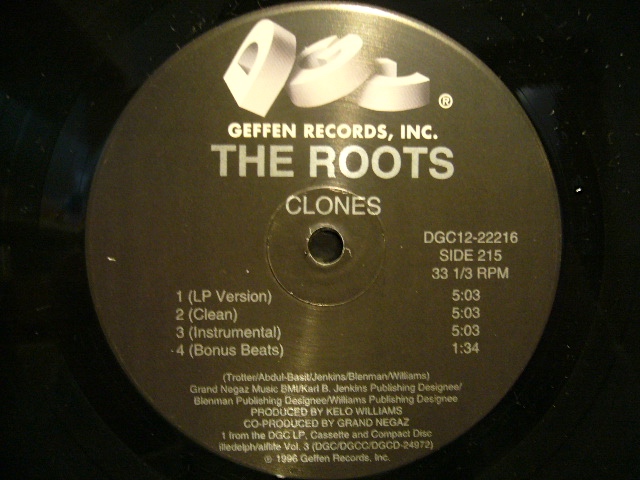 DGC
®
GEFFEN RECORDS, INC.
THE ROOTS
CLONES
DGC12-22216
SIDE 215
33 1/3 RPM
1 (LP Version) 5:03
2 (Clean) 5:03
3 (Instrumental) 5:03
4 (Bonus Beats) 1:34
(Trotter/Abdul-Basit/Jenkins/Blenman/Williams)
Grand Negaz Music BMI/Karl B. Jenkins Publishing Designee/
Blenman Publishing Designee/Williams Publishing Designee
PRODUCED BY KELO WILLIAMS
CO-PRODUCED BY GRAND NEGAZ
1 from the DGC LP, Cassette and Compact Disc
illedelph/alflife Vol. 3 (DGC/DGCC/DGCD-24972)
℗ 1996 Geffen Records, Inc.